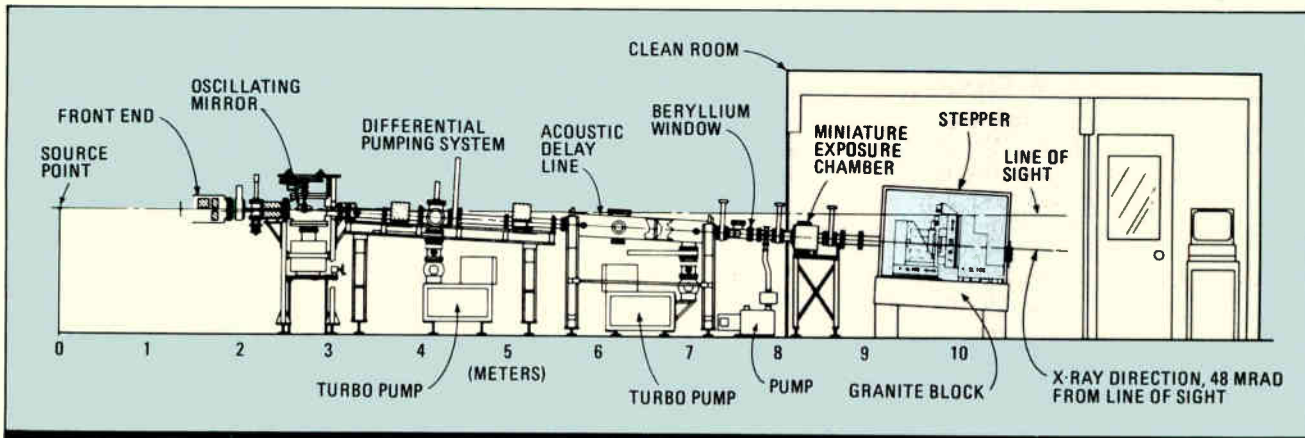 CLEAN ROOM
OSCILLATING
MIRROR
FRONT END
SOURCE
POINT
DIFFERENTIAL
PUMPING SYSTEM
ACOUSTIC
DELAY
LINE
BERYLLIUM
WINDOW
MINIATURE
EXPOSURE
CHAMBER
STEPPER
LINE OF
SIGHT
0 1 2 3 4 5 6 7 8 9 10
(METERS)
TURBO PUMP
TURBO PUMP
PUMP
GRANITE BLOCK
X-RAY DIRECTION, 48 MRAD
FROM LINE OF SIGHT